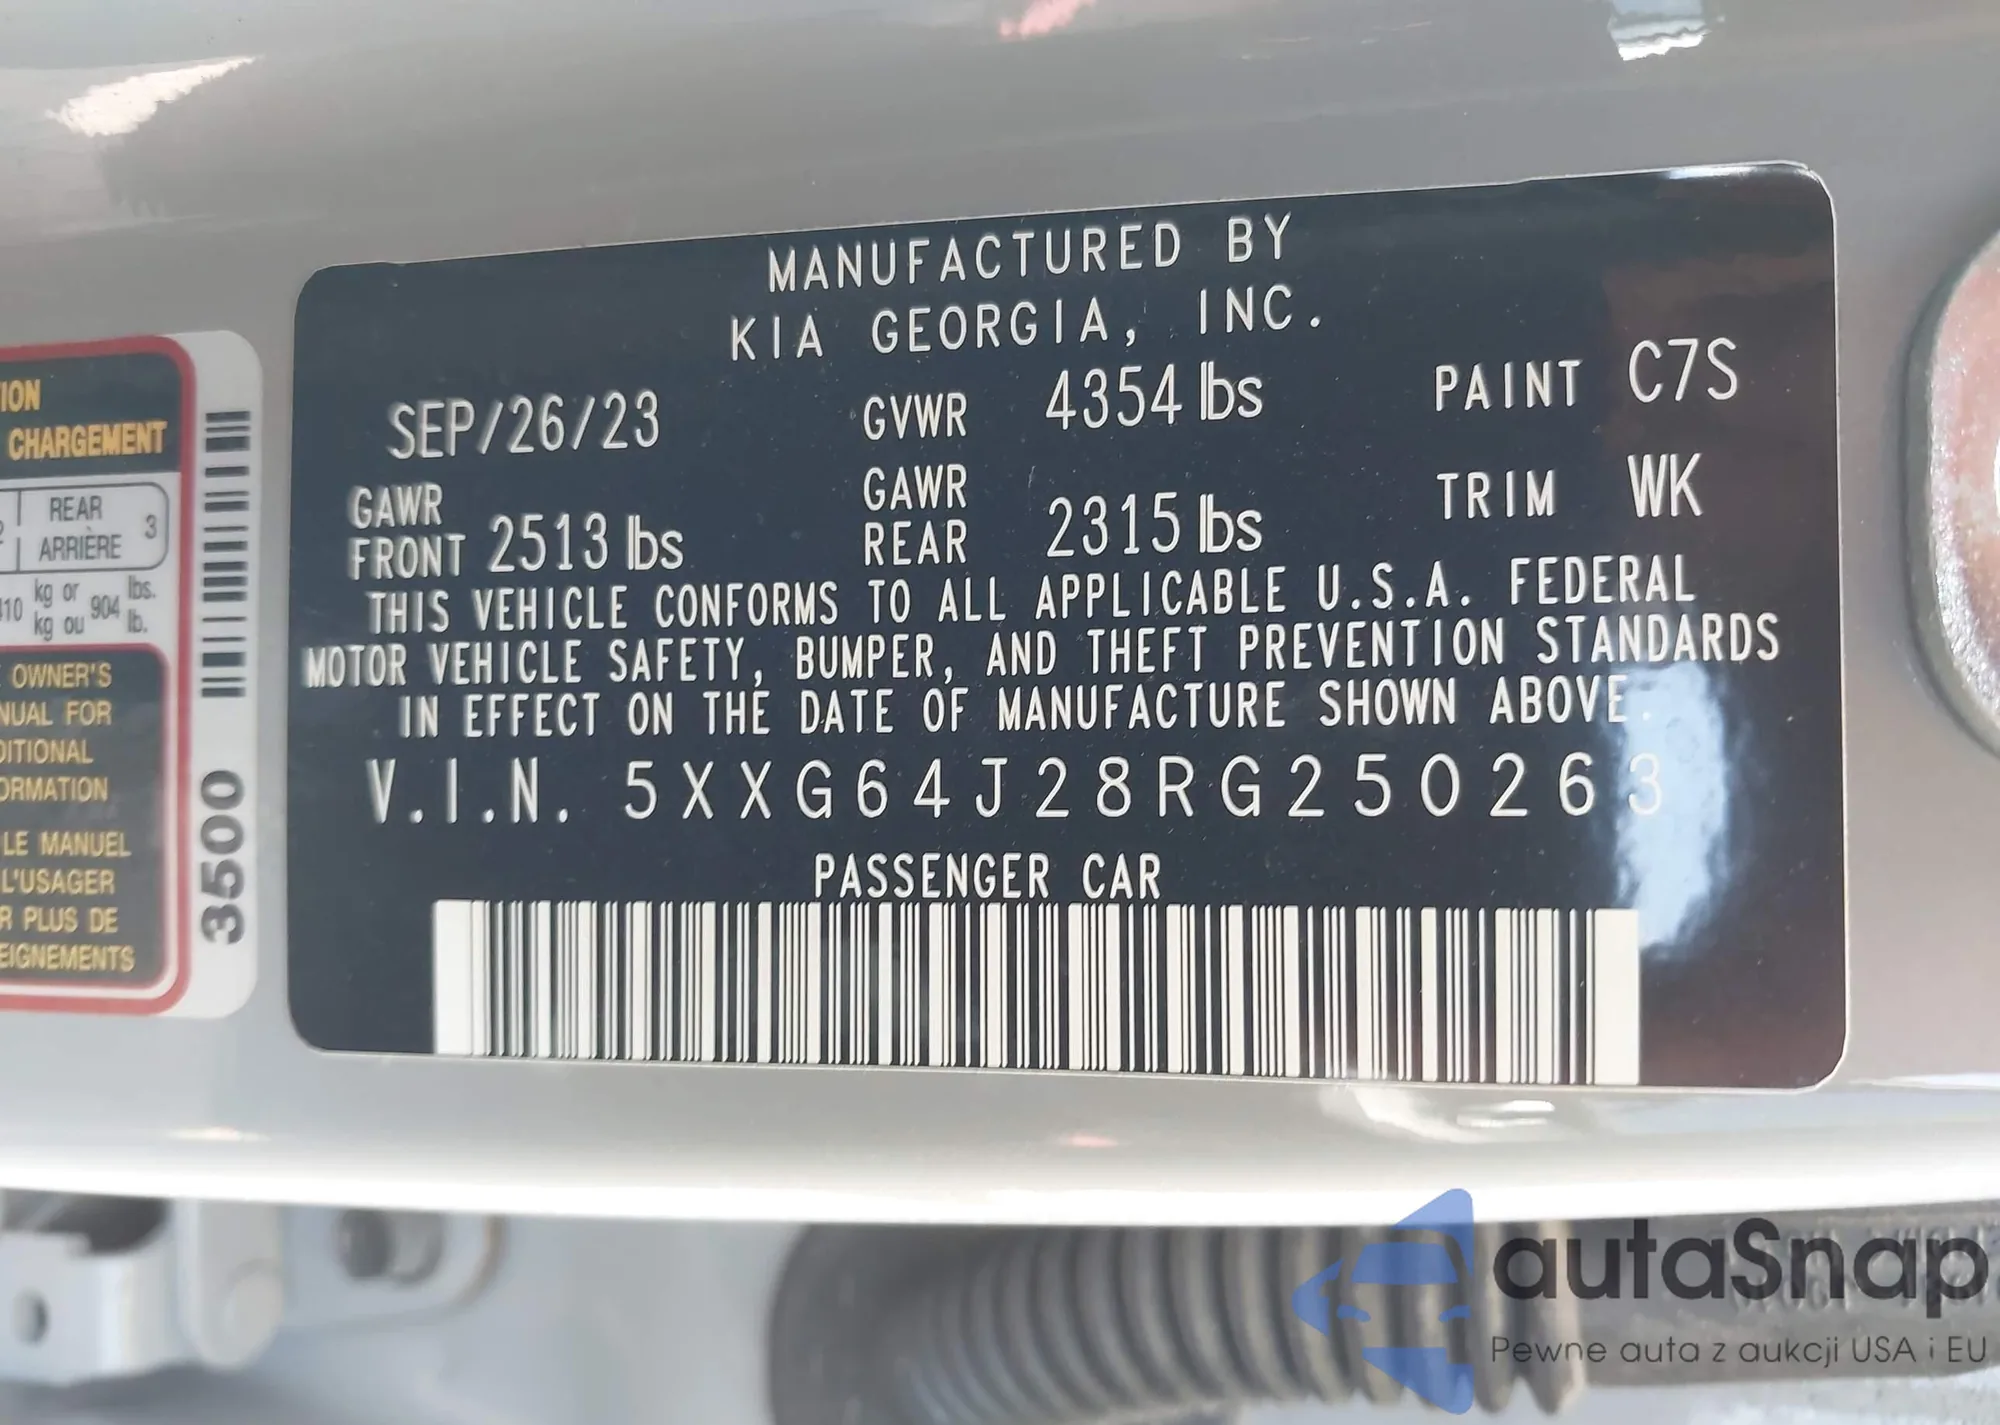 MANUFACTURED BY
KIA GEORGIA, INC.
SEP/26/23 GVWR 4354 lbs PAINT C7S
GAWR FRONT 2513 lbs GAWR REAR 2315 lbs TRIM WK
THIS VEHICLE CONFORMS TO ALL APPLICABLE U.S.A. FEDERAL
MOTOR VEHICLE SAFETY, BUMPER, AND THEFT PREVENTION STANDARDS
IN EFFECT ON THE DATE OF MANUFACTURE SHOWN ABOVE.
V.I.N. 5XXG64J28RG250263
PASSENGER CAR
CHARGEMENT
REAR
ARRIÈRE 3
kg or lbs.
kg ou 904 lb.
OWNER'S
FOR
LE MANUEL
L'USAGER
PLUS DE
3500
autaSnap
Pewne auta z aukcji USA i EU